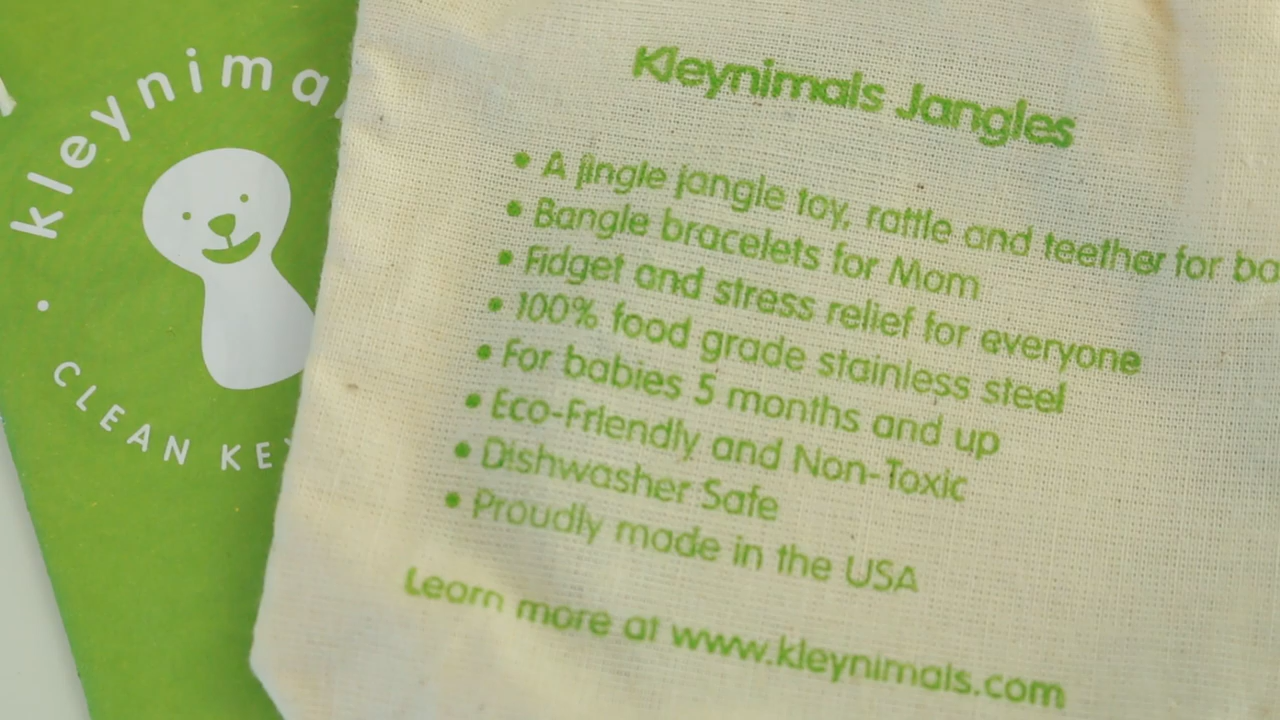 kleynima
CLEAN KE
Kleynimals Jangles
• A jingle jangle toy, rattle and teether for ba
• Bangle bracelets for Mom
• Fidget and stress relief for everyone
• 100% food grade stainless steel
• For babies 5 months and up
• Eco-Friendly and Non-Toxic
• Dishwasher Safe
• Proudly made in the USA
Learn more at www.kleynimals.com